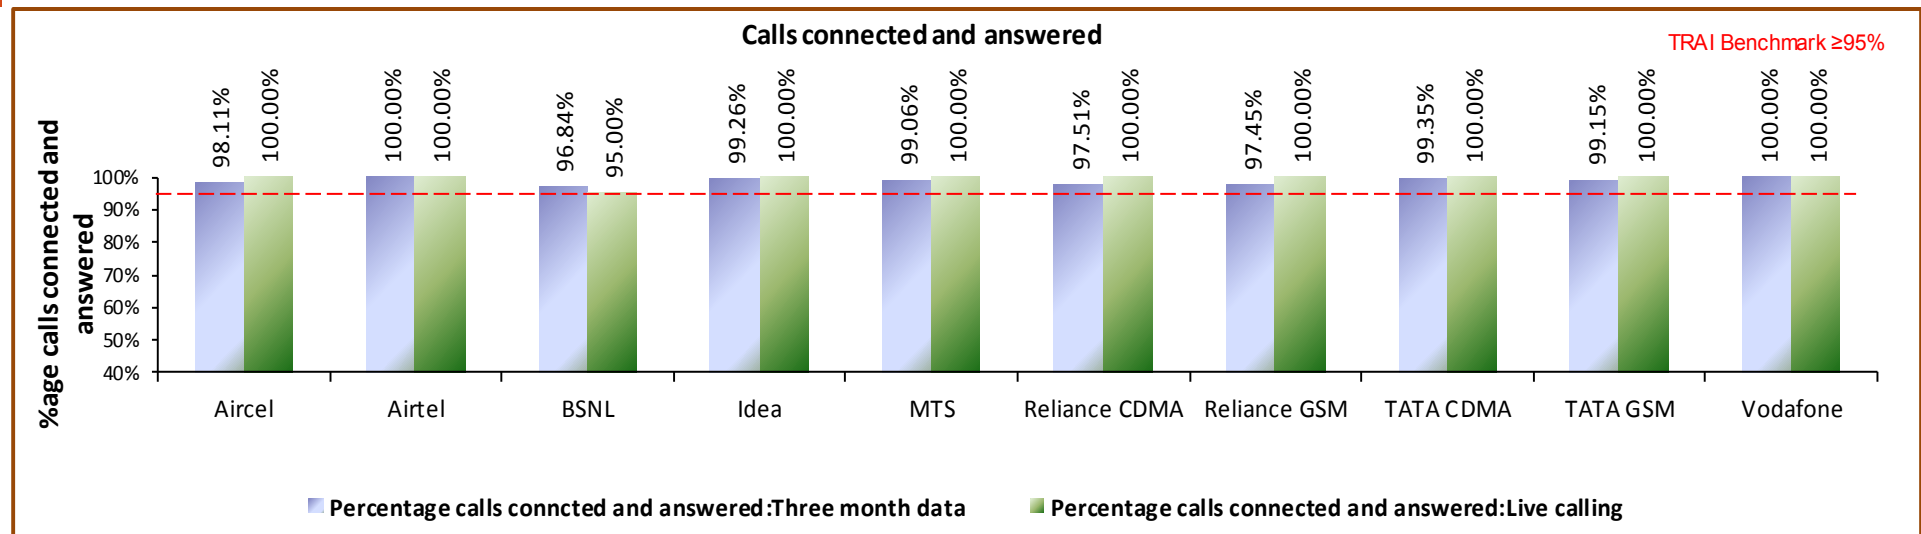 Calls connected and answered
TRAI Benchmark ≥95%
98.11%
100.00%
100.00%
100.00%
96.84%
95.00%
99.26%
100.00%
99.06%
100.00%
97.51%
100.00%
97.45%
100.00%
99.35%
100.00%
99.15%
100.00%
100.00%
100.00%
%age calls connected and
answered
100%
90%
80%
70%
60%
50%
40%
Aircel
Airtel
BSNL
Idea
MTS
Reliance CDMA
Reliance GSM
TATA CDMA
TATA GSM
Vodafone
Percentage calls conncted and answered:Three month data
Percentage calls connected and answered:Live calling